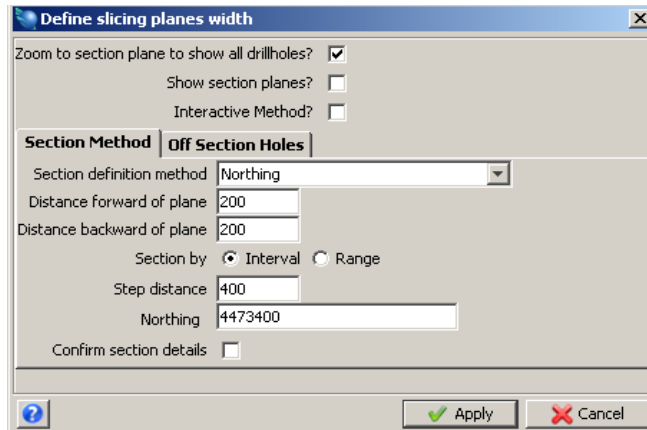 Define slicing planes width
Zoom to section plane to show all drillholes?
Show section planes?
Interactive Method?
Section Method Off Section Holes
Section definition method Northing
Distance forward of plane 200
Distance backward of plane 200
Section by Interval Range
Step distance 400
Northing 4473400
Confirm section details
Apply Cancel